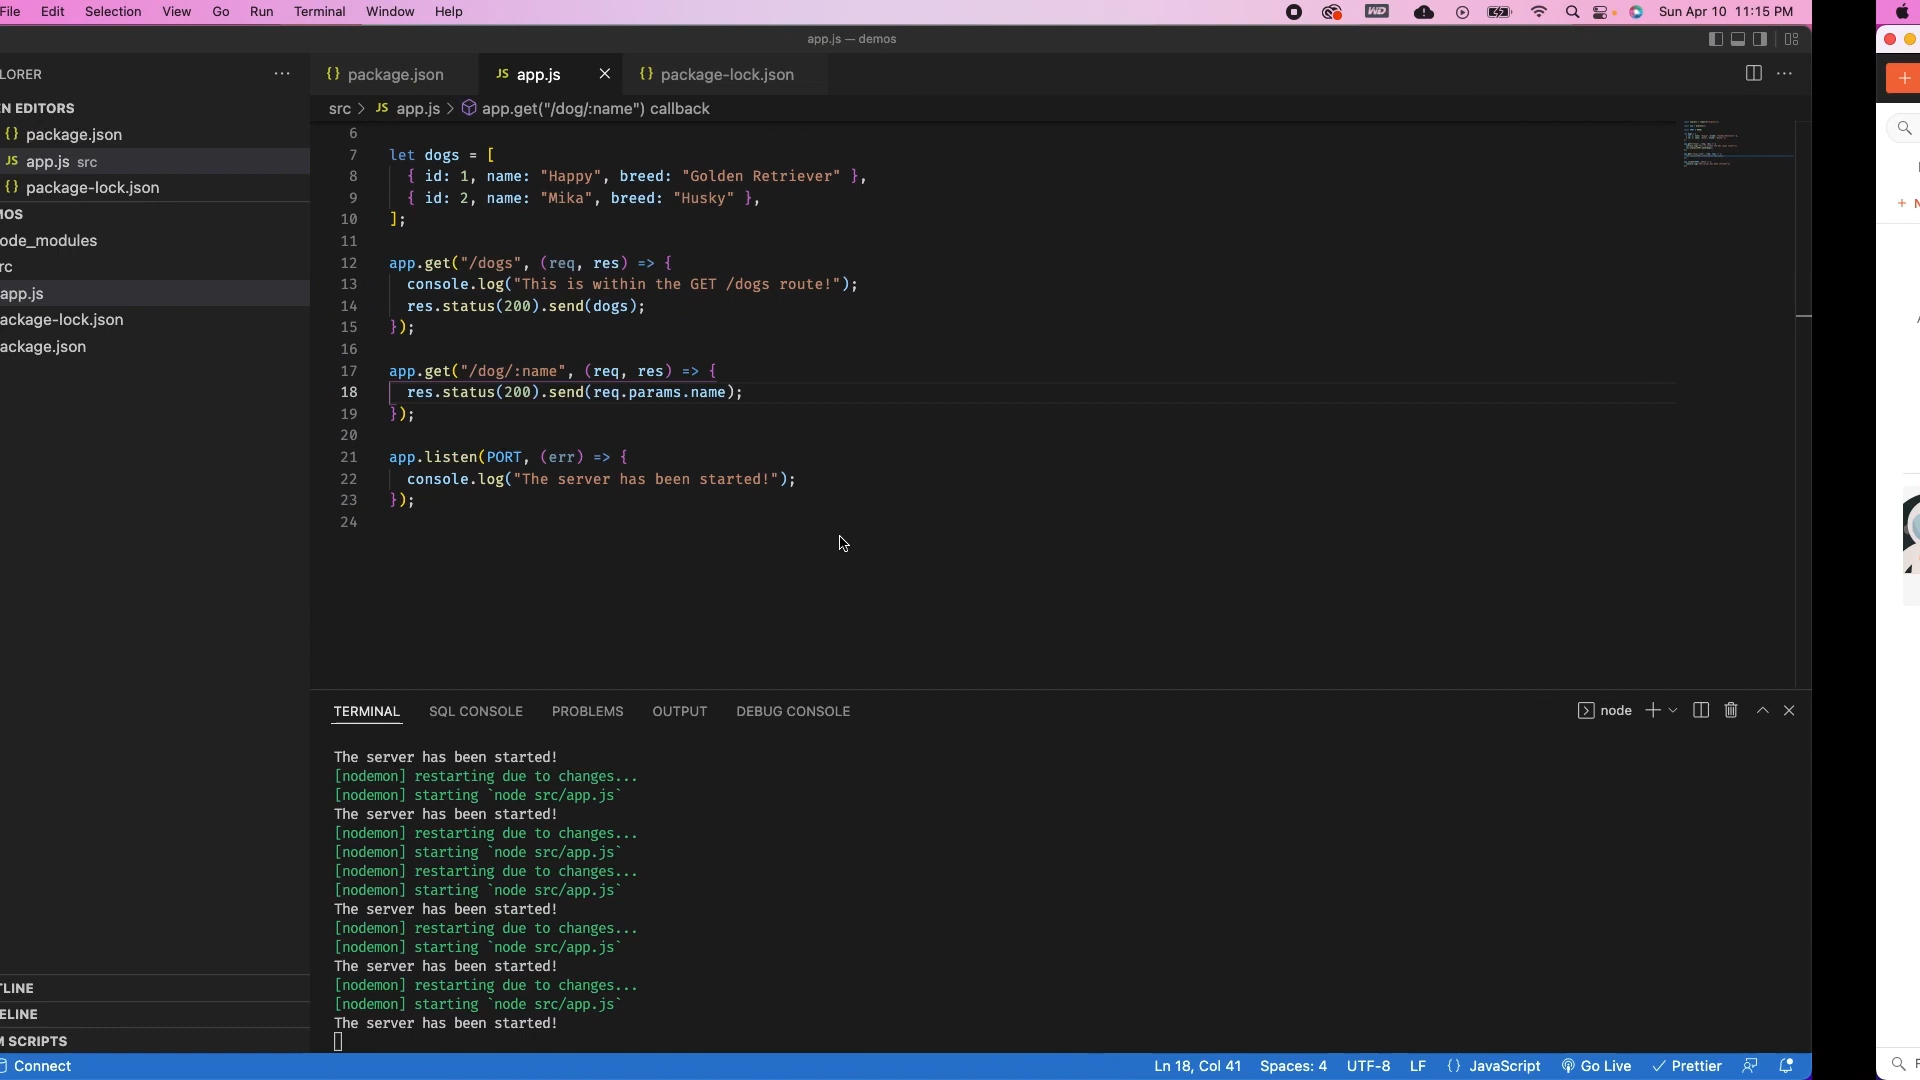 File Edit Selection View Go Run Terminal Window Help WD Sun Apr 10 11:15 PM
app.js — demos
LORER ...
{} package.json JS app.js × {} package-lock.json
src > JS app.js > app.get("/dog/:name") callback
N EDITORS
{} package.json
JS app.js src
{} package-lock.json
MOS
ode_modules
rc
app.js
ackage-lock.json
ackage.json
TLINE
ELINE
M SCRIPTS
6
7 let dogs = [
8 { id: 1, name: "Happy", breed: "Golden Retriever" },
9 { id: 2, name: "Mika", breed: "Husky" },
10 ];
11
12 app.get("/dogs", (req, res) => {
13 console.log("This is within the GET /dogs route!");
14 res.status(200).send(dogs);
15 });
16
17 app.get("/dog/:name", (req, res) => {
18 res.status(200).send(req.params.name);
19 });
20
21 app.listen(PORT, (err) => {
22 console.log("The server has been started!");
23 });
24
TERMINAL SQL CONSOLE PROBLEMS OUTPUT DEBUG CONSOLE node
The server has been started!
[nodemon] restarting due to changes...
[nodemon] starting `node src/app.js`
The server has been started!
[nodemon] restarting due to changes...
[nodemon] starting `node src/app.js`
[nodemon] restarting due to changes...
[nodemon] starting `node src/app.js`
The server has been started!
[nodemon] restarting due to changes...
[nodemon] starting `node src/app.js`
The server has been started!
[nodemon] restarting due to changes...
[nodemon] starting `node src/app.js`
The server has been started!
Connect Ln 18, Col 41 Spaces: 4 UTF-8 LF {} JavaScript Go Live ✓ Prettier